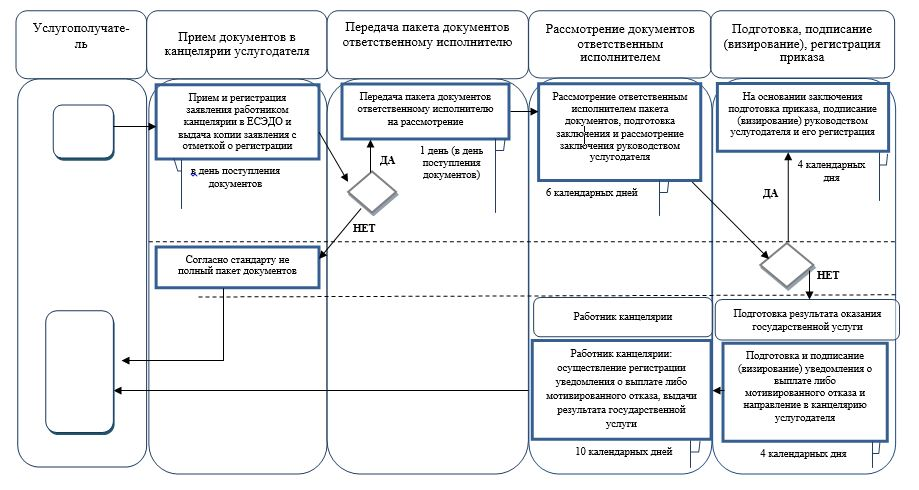 Услугополучате-
ль
Прием документов в
канцелярии услугодателя
Передача пакета документов
ответственному исполнителю
Рассмотрение документов
ответственным
исполнителем
Подготовка, подписание
(визирование), регистрация
приказа
Прием и регистрация
заявления работником
канцелярии в ЕСЭДО и
выдача копии заявления с
отметкой о регистрации
в день поступления
документов
Передача пакета документов
ответственному исполнителю
на рассмотрение
ДА
1 день (в день
поступления
документов)
НЕТ
Рассмотрение ответственным
исполнителем пакета
документов, подготовка
заключения и рассмотрение
заключения руководством
услугодателя
6 календарных дней
На основании заключения
подготовка приказа, подписание
(визирование) руководством
услугодателя и его регистрация
4 календарных
дня
ДА
НЕТ
Согласно стандарту не
полный пакет документов
Работник канцелярии
Подготовка результата оказания
государственной услуги
Работник канцелярии:
осуществление регистрации
уведомления о выплате либо
мотивированного отказа, выдачи
результата государственной
услуги
10 календарных дней
Подготовка и подписание
(визирование) уведомления о
выплате либо
мотивированного отказа и
направление в канцелярию
услугодателя
4 календарных дня